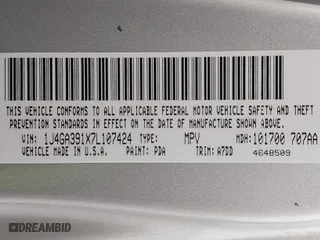 THIS VEHICLE CONFORMS TO ALL APPLICABLE FEDERAL MOTOR VEHICLE SAFETY AND THEFT
PREVENTION STANDARDS IN EFFECT ON THE DATE OF MANUFACTURE SHOWN ABOVE.
VIN: 1J4GA391X7L107424 TYPE: MPV MDH: 101700 707AA
VEHICLE MADE IN U.S.A. PAINT: PDA TRIM: A7DD 4648509
DREAMBID